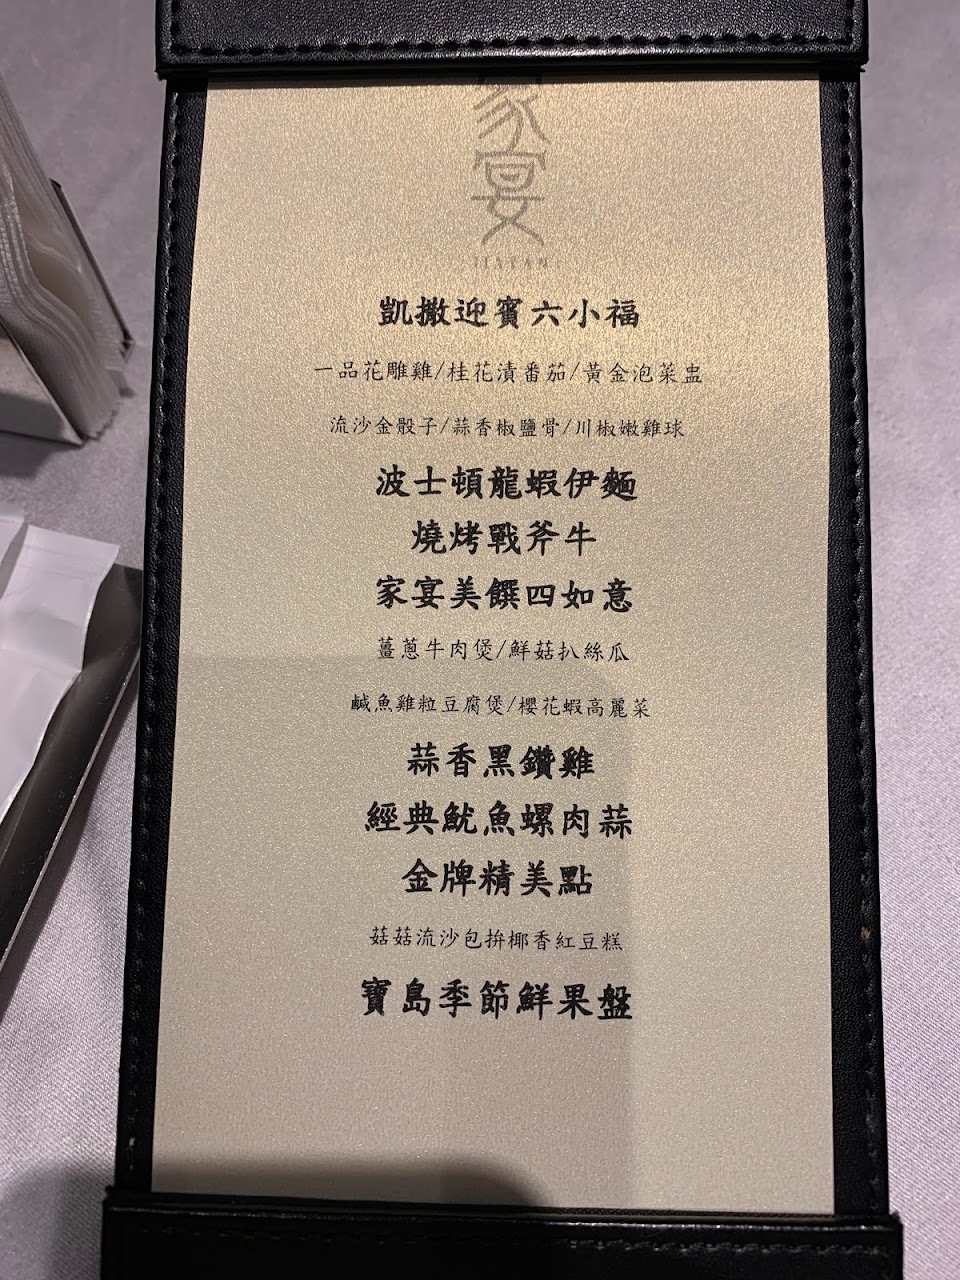 家
宴
JIA YAN
凱撒迎賓六小福
一品花雕雞/桂花漬番茄/黃金泡菜盅
流沙金骰子/蒜香椒鹽骨/川椒嫩雞球
波士頓龍蝦伊麵
燒烤戰斧牛
家宴美饌四如意
薑蔥牛肉煲/鮮菇扒絲瓜
鹹魚雞粒豆腐煲/櫻花蝦高麗菜
蒜香黑鑽雞
經典魷魚螺肉蒜
金牌精美點
菇菇流沙包拚椰香紅豆糕
寶島季節鮮果盤